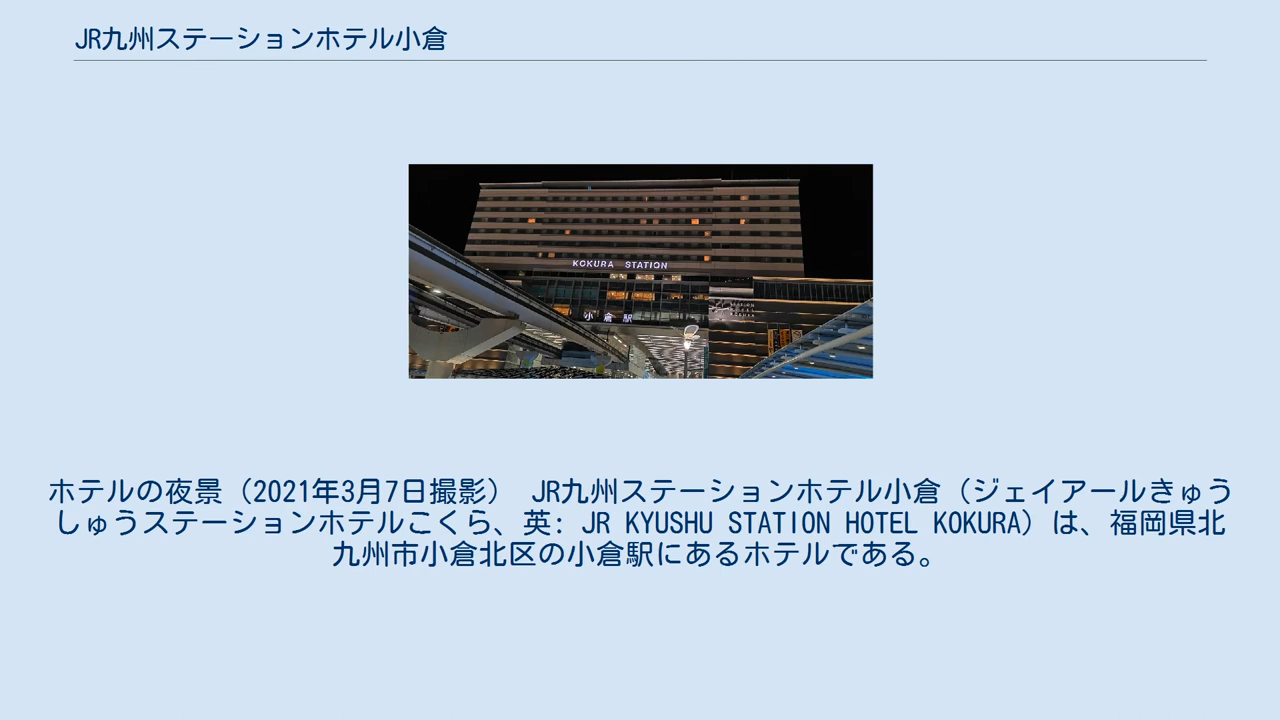 JR九州ステーションホテル小倉
KOKURA STATION
小倉駅
STATION
HOTEL
KOKURA
ホテルの夜景（2021年3月7日撮影） JR九州ステーションホテル小倉（ジェイアールきゅう
しゅうステーションホテルこくら、英: JR KYUSHU STATION HOTEL KOKURA）は、福岡県北
九州市小倉北区の小倉駅にあるホテルである。